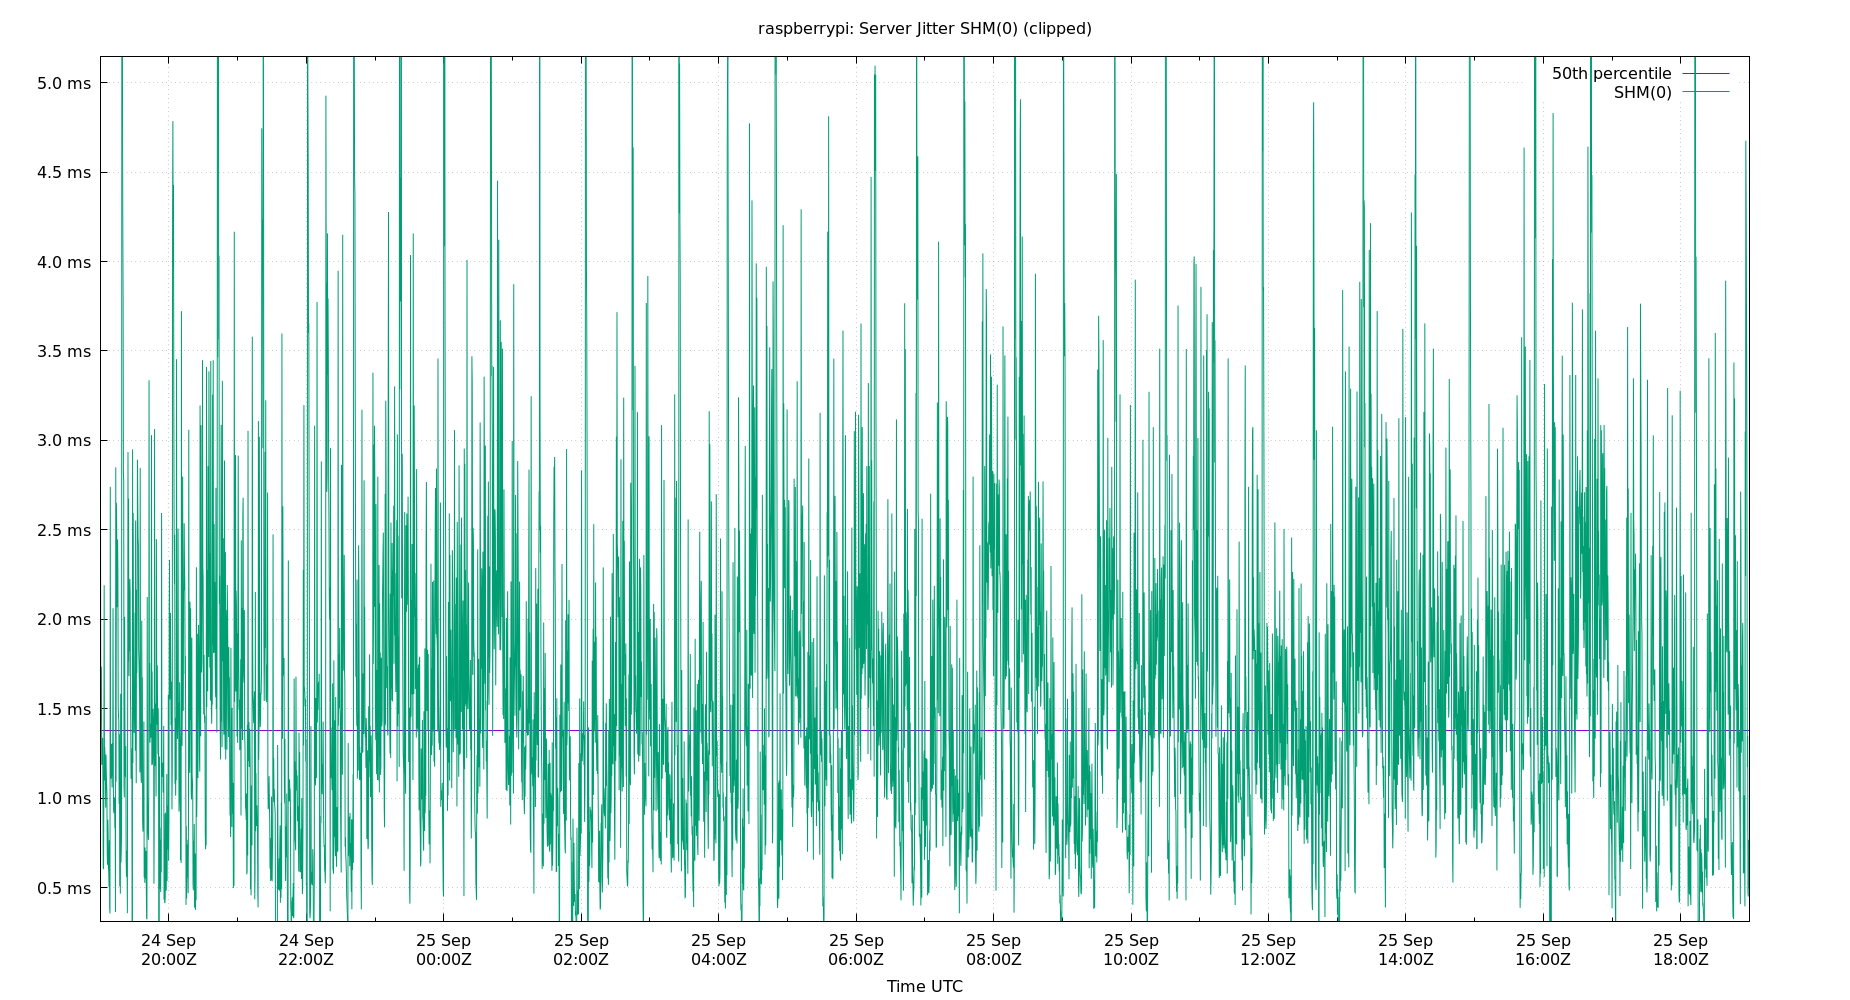 raspberrypi: Server Jitter SHM(0) (clipped)
50th percentile
SHM(0)
5.0 ms
4.5 ms
4.0 ms
3.5 ms
3.0 ms
2.5 ms
2.0 ms
1.5 ms
1.0 ms
0.5 ms
24 Sep 24 Sep 25 Sep 25 Sep 25 Sep 25 Sep 25 Sep 25 Sep 25 Sep 25 Sep 25 Sep 25 Sep
20:00Z 22:00Z 00:00Z 02:00Z 04:00Z 06:00Z 08:00Z 10:00Z 12:00Z 14:00Z 16:00Z 18:00Z
Time UTC